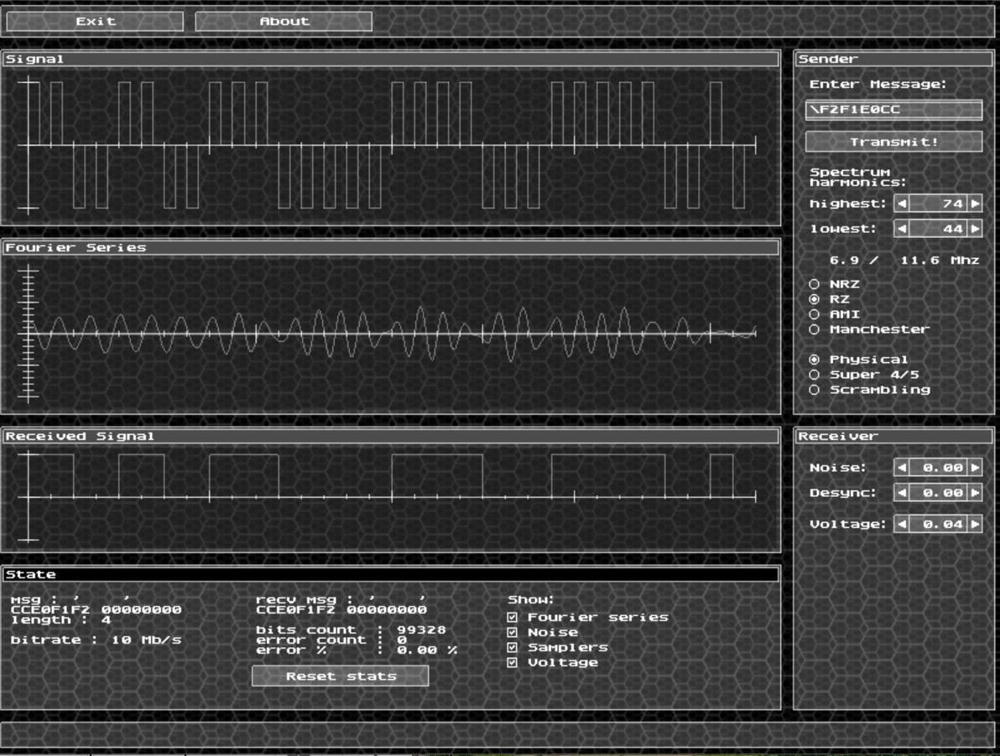 Exit About
Signal
Sender
Enter Message:
\F2F1E0CC
Transmit!
Spectrum
harmonics:
highest: 74
lowest: 44
6.9 / 11.6 Mhz
NRZ
RZ
AMI
Manchester
Physical
Super 4/5
Scrambling
Fourier Series
Received Signal
Receiver
Noise: 0.00
Desync: 0.00
Voltage: 0.04
State
msg : ' '
CCE0F1F2 00000000
length : 4
bitrate : 10 Mb/s
recv msg : ' '
CCE0F1F2 00000000
bits count : 99328
error count : 0
error % : 0.00 %
Reset stats
Show:
Fourier series
Noise
Samplers
Voltage